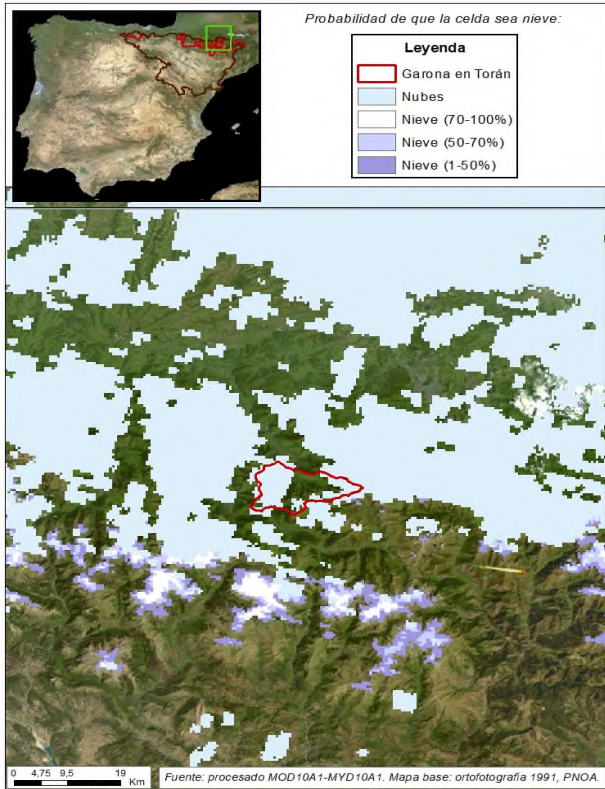 Probabilidad de que la celda sea nieve:
Leyenda
Garona en Torán
Nubes
Nieve (70-100%)
Nieve (50-70%)
Nieve (1-50%)
0 4,75 9,5 19
Km
Fuente: procesado MOD10A1-MYD10A1. Mapa base: ortofotografía 1991, PNOA.